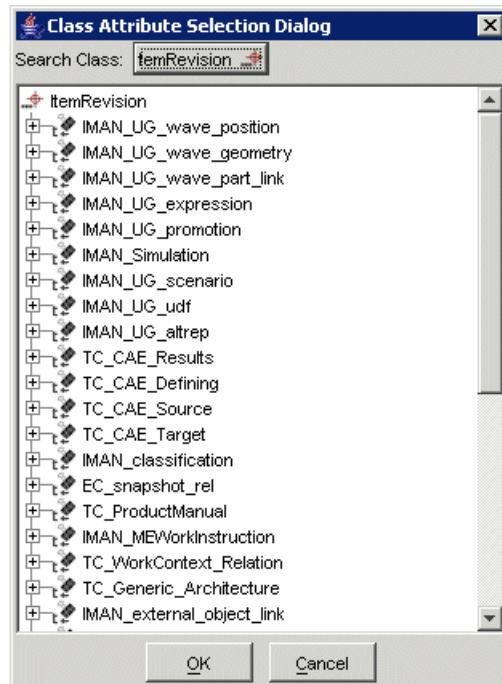 Class Attribute Selection Dialog
Search Class: temRevision
ItemRevision
IMAN_UG_wave_position
IMAN_UG_wave_geometry
IMAN_UG_wave_part_link
IMAN_UG_expression
IMAN_UG_promotion
IMAN_Simulation
IMAN_UG_scenario
IMAN_UG_udf
IMAN_UG_altrep
TC_CAE_Results
TC_CAE_Defining
TC_CAE_Source
TC_CAE_Target
IMAN_classification
EC_snapshot_rel
TC_ProductManual
IMAN_MEWorkInstruction
TC_WorkContext_Relation
TC_Generic_Architecture
IMAN_external_object_link
OK Cancel